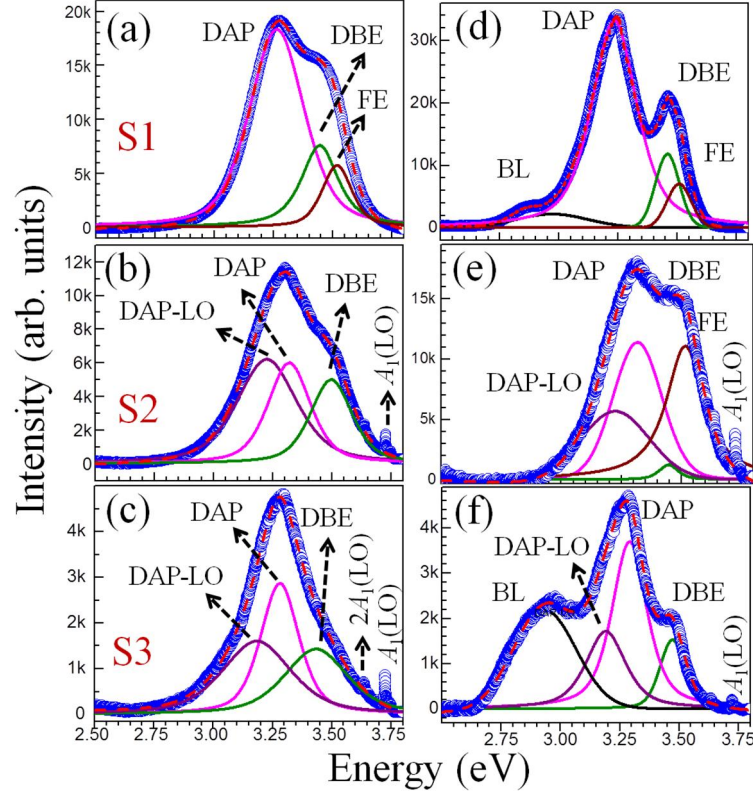 Intensity (arb. units)
S1
(a)
DAP
DBE
FE
20k
15k
10k
5k
0
(d)
DAP
DBE
FE
BL
30k
20k
10k
0
S2
(b)
DAP
DAP-LO
DBE
A1(LO)
12k
10k
8k
6k
4k
2k
0
(e)
DAP
DBE
FE
DAP-LO
A1(LO)
15k
10k
5k
0
S3
(c)
DAP
DAP-LO
DBE
2A1(LO)
A1(LO)
4k
3k
2k
1k
0
2.50 2.75 3.00 3.25 3.50 3.75
(f)
DAP
DAP-LO
BL
DBE
A1(LO)
4k
3k
2k
1k
0
2.75 3.00 3.25 3.50 3.75
Energy (eV)